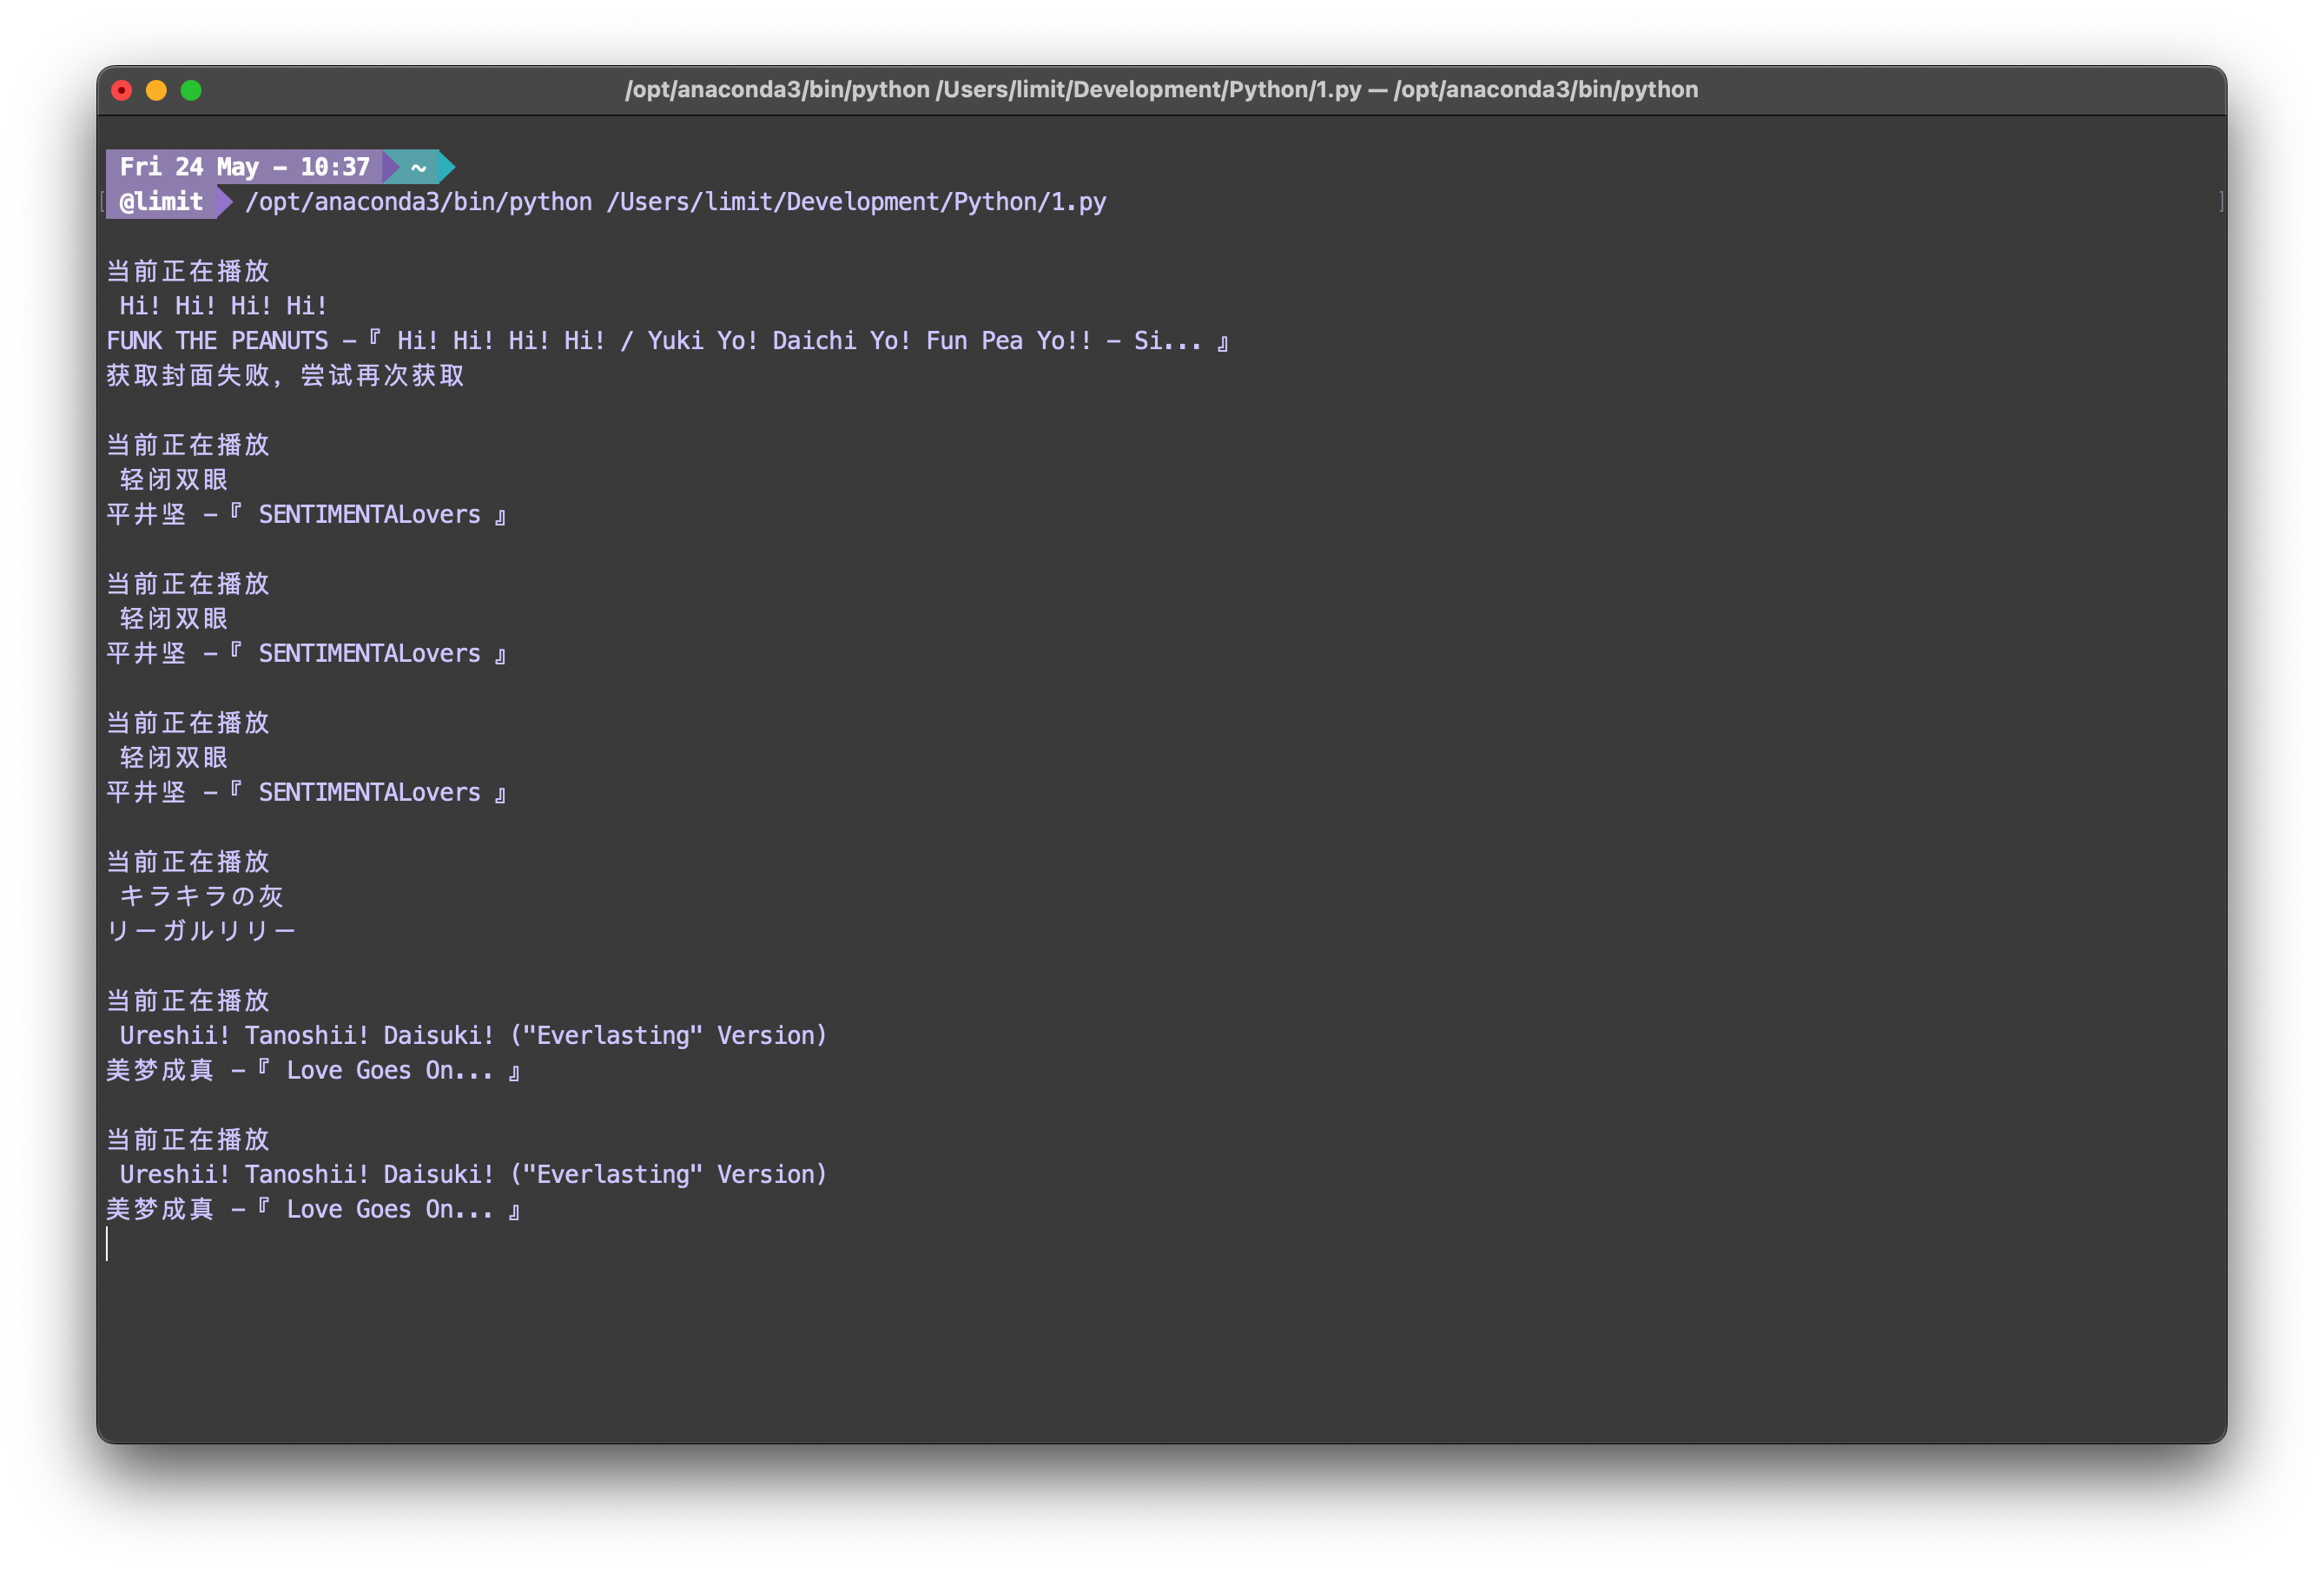 /opt/anaconda3/bin/python /Users/limit/Development/Python/1.py — /opt/anaconda3/bin/python
Fri 24 May – 10:37 ~
@limit /opt/anaconda3/bin/python /Users/limit/Development/Python/1.py
当前正在播放
Hi! Hi! Hi! Hi!
FUNK THE PEANUTS –『 Hi! Hi! Hi! Hi! / Yuki Yo! Daichi Yo! Fun Pea Yo!! – Si... 』
获取封面失败, 尝试再次获取
当前正在播放
轻闭双眼
平井坚 –『 SENTIMENTALovers 』
当前正在播放
轻闭双眼
平井坚 –『 SENTIMENTALovers 』
当前正在播放
轻闭双眼
平井坚 –『 SENTIMENTALovers 』
当前正在播放
キラキラの灰
リーガルリリー
当前正在播放
Ureshii! Tanoshii! Daisuki! ("Everlasting" Version)
美梦成真 –『 Love Goes On... 』
当前正在播放
Ureshii! Tanoshii! Daisuki! ("Everlasting" Version)
美梦成真 –『 Love Goes On... 』